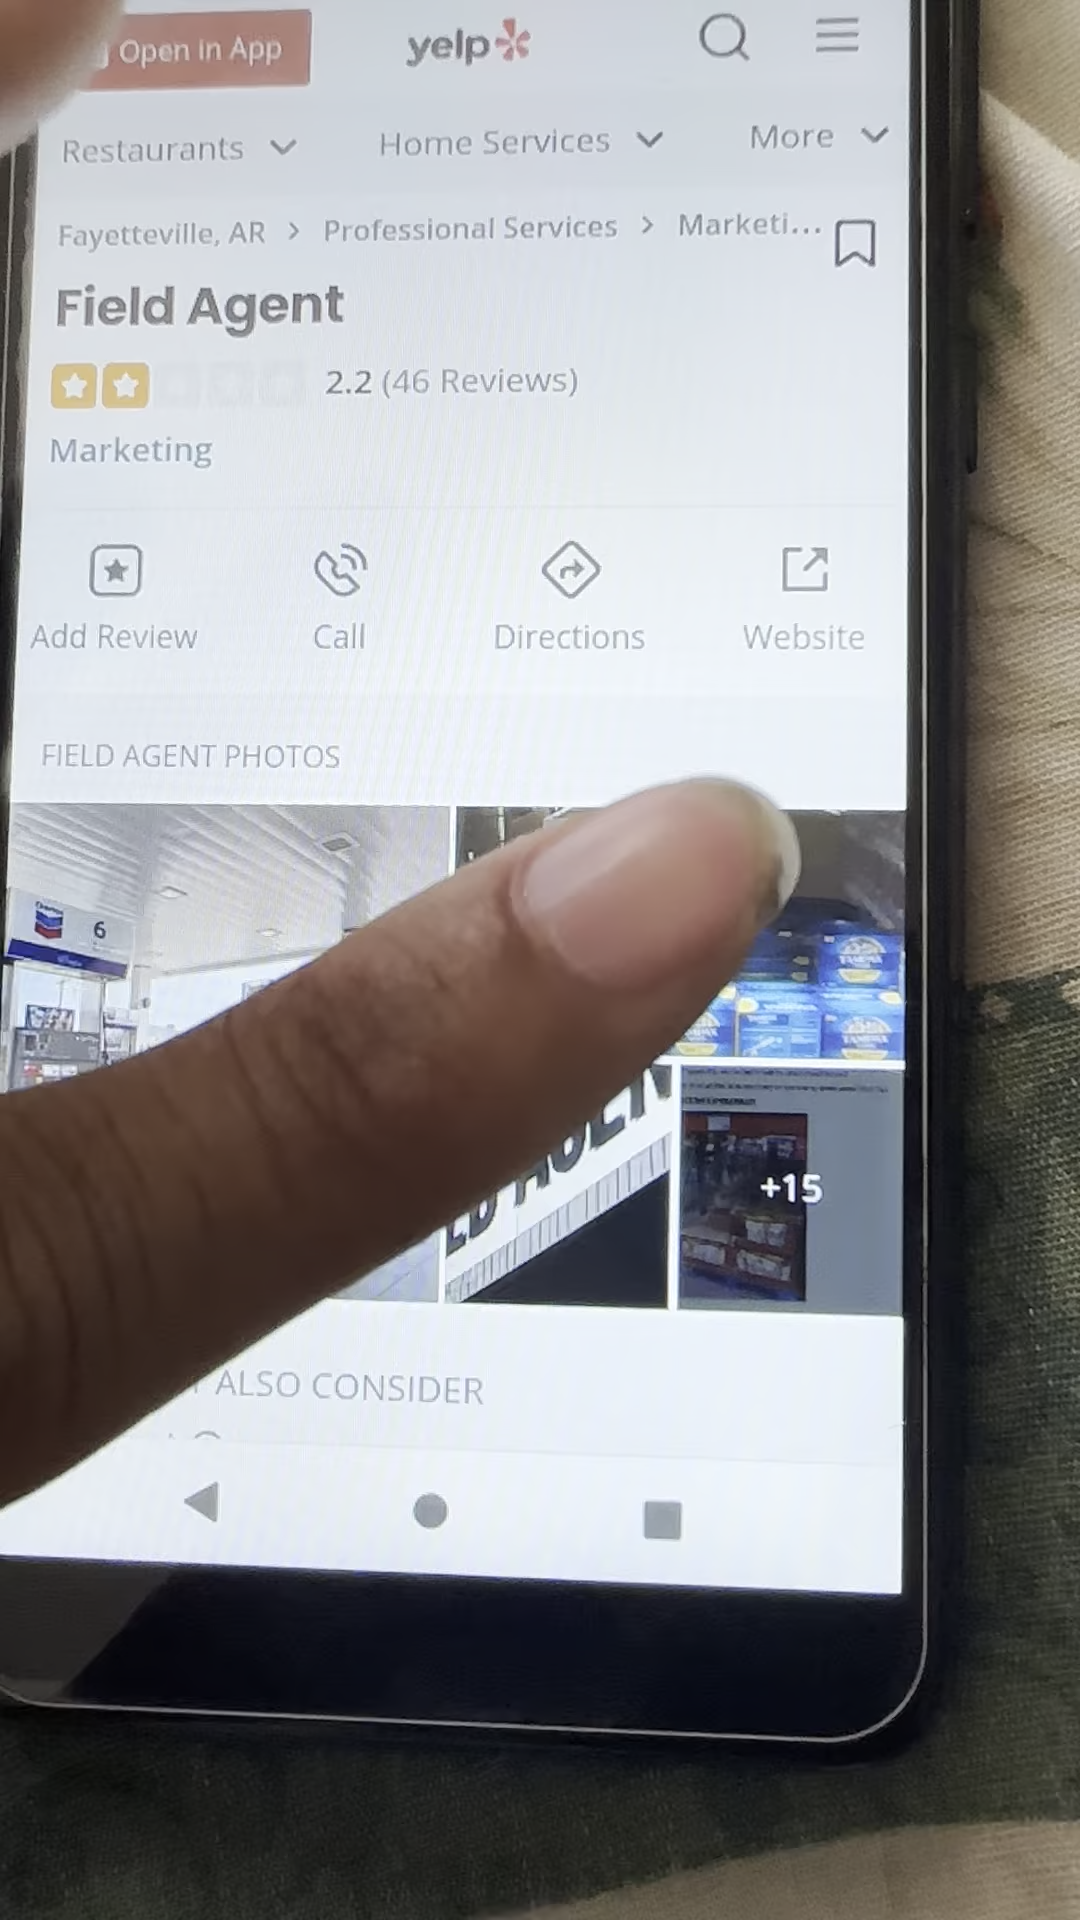 Open in App
yelp
Restaurants
Home Services
More
Fayetteville, AR > Professional Services > Marketi...
Field Agent
2.2 (46 Reviews)
Marketing
Add Review
Call
Directions
Website
FIELD AGENT PHOTOS
6
+15
ALSO CONSIDER